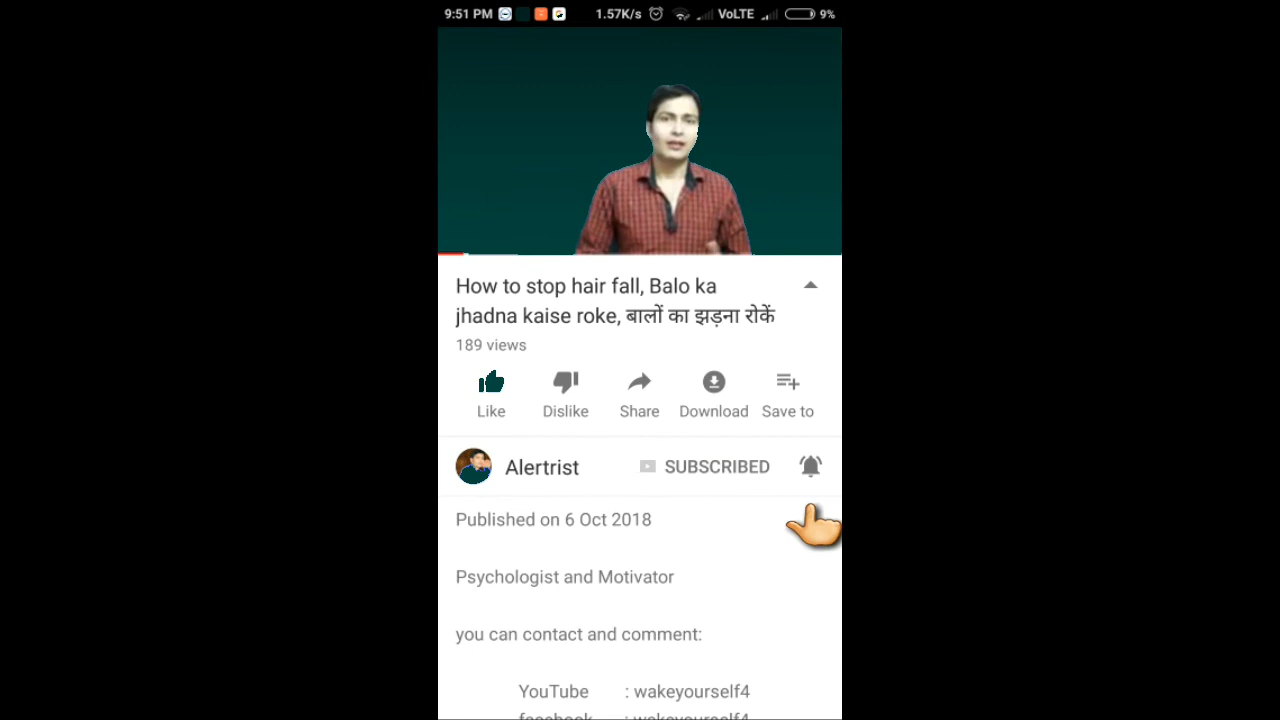 9:51 PM 1.57K/s VoLTE 9%
How to stop hair fall, Balo ka
jhadna kaise roke, बालों का झड़ना रोकें
189 views
Like Dislike Share Download Save to
Alertrist SUBSCRIBED
Published on 6 Oct 2018
Psychologist and Motivator
you can contact and comment:
YouTube : wakeyourself4
facebook : wakeyourself4